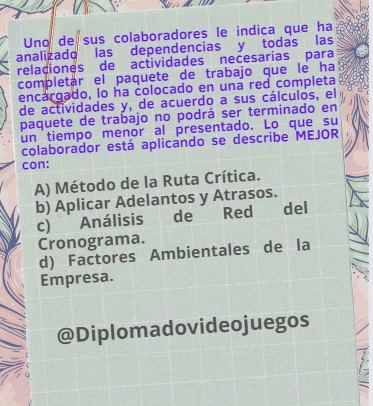 Uno de sus colaboradores le indica que ha
analizado las dependencias y todas las
relaciones de actividades necesarias para
completar el paquete de trabajo que le ha
encargado, lo ha colocado en una red completa
de actividades y, de acuerdo a sus cálculos, el
paquete de trabajo no podrá ser terminado en
un tiempo menor al presentado. Lo que su
colaborador está aplicando se describe MEJOR
con:
A) Método de la Ruta Crítica.
b) Aplicar Adelantos y Atrasos.
c) Análisis de Red del
Cronograma.
d) Factores Ambientales de la
Empresa.
@Diplomadovideojuegos